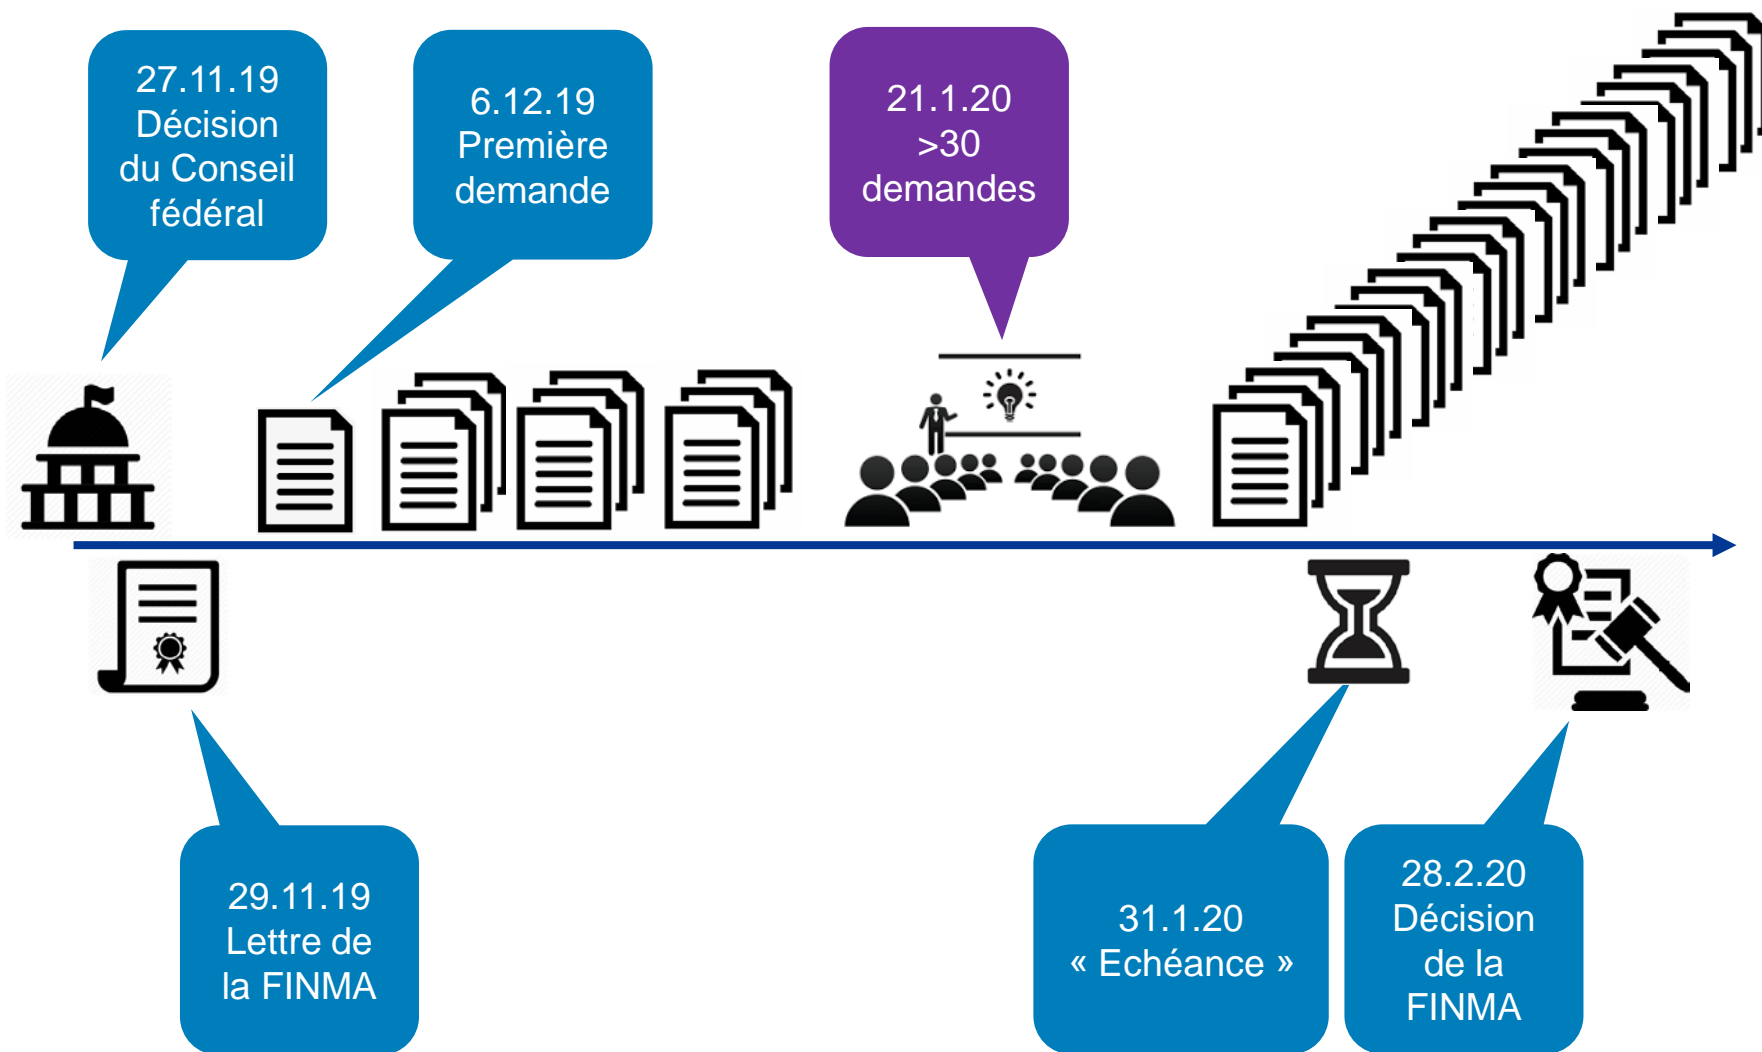 27.11.19
Décision
du Conseil
fédéral
6.12.19
Première
demande
21.1.20
>30
demandes
29.11.19
Lettre de
la FINMA
31.1.20
« Echéance »
28.2.20
Décision
de la
FINMA